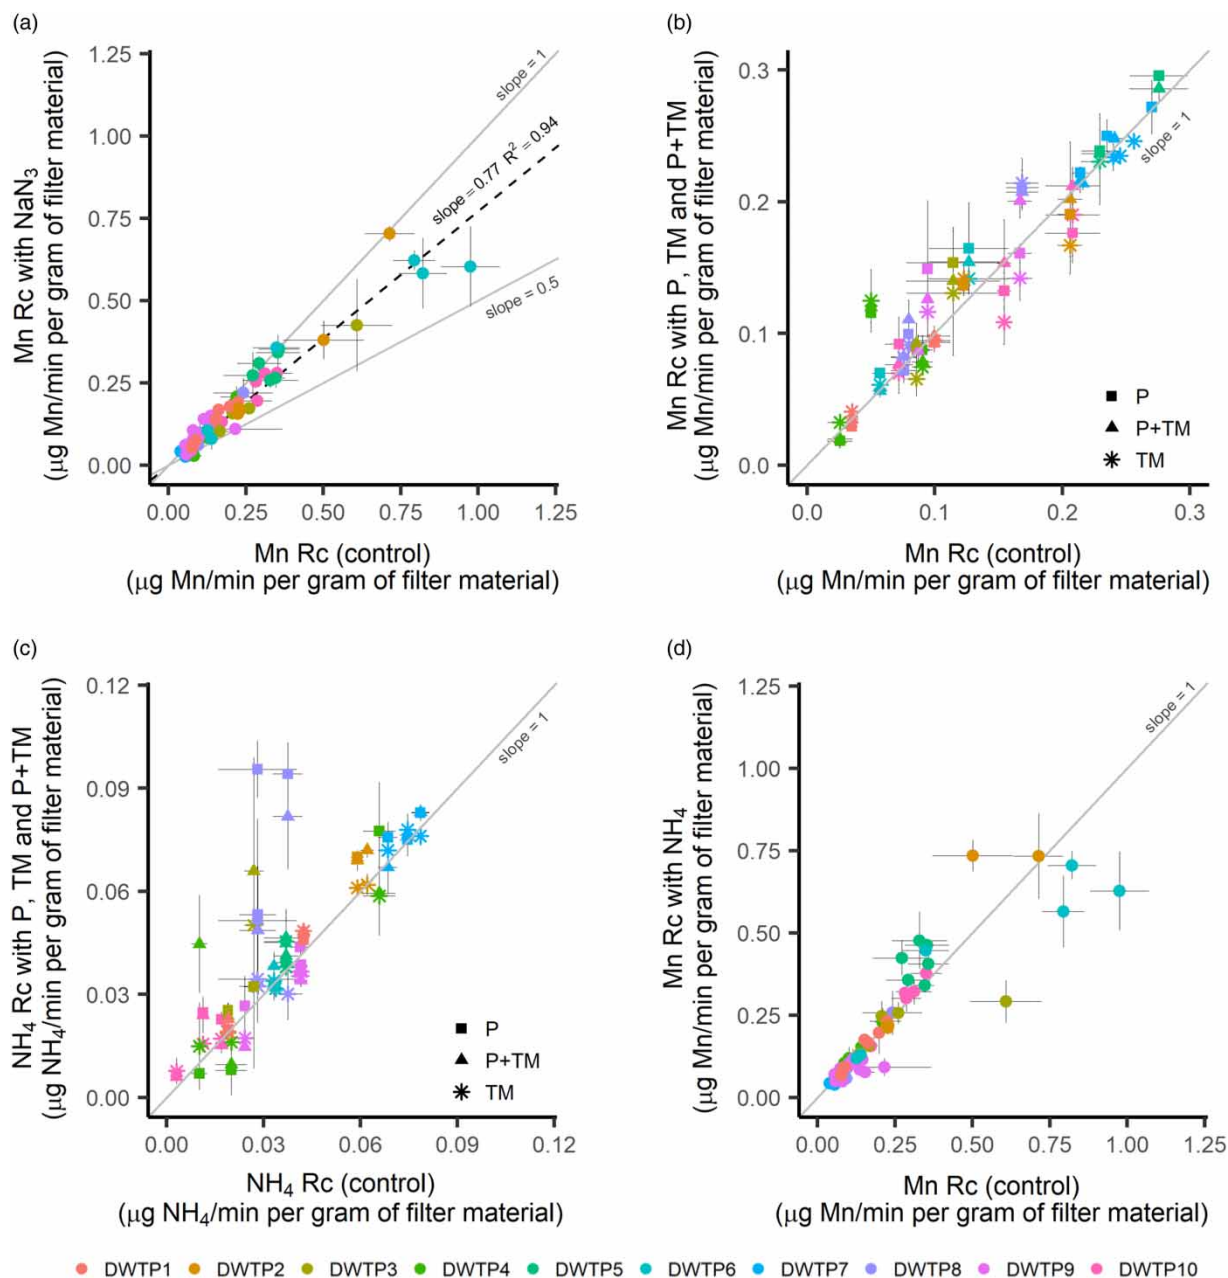 (a)
1.25
1.00
0.75
0.50
0.25
0.00
Mn Rc with NaN3
(μg Mn/min per gram of filter material)
slope = 1
slope = 0.77 R² = 0.94
slope = 0.5
0.00 0.25 0.50 0.75 1.00 1.25
Mn Rc (control)
(μg Mn/min per gram of filter material)
(b)
0.3
0.2
0.1
0.0
Mn Rc with P, TM and P+TM
(μg Mn/min per gram of filter material)
slope = 1
P
P+TM
TM
0.0 0.1 0.2 0.3
Mn Rc (control)
(μg Mn/min per gram of filter material)
(c)
0.12
0.09
0.06
0.03
0.00
NH4 Rc with P, TM and P+TM
(μg NH4/min per gram of filter material)
slope = 1
P
P+TM
TM
0.00 0.03 0.06 0.09 0.12
NH4 Rc (control)
(μg NH4/min per gram of filter material)
(d)
1.25
1.00
0.75
0.50
0.25
0.00
Mn Rc with NH4
(μg Mn/min per gram of filter material)
slope = 1
0.00 0.25 0.50 0.75 1.00 1.25
Mn Rc (control)
(μg Mn/min per gram of filter material)
DWTP1 DWTP2 DWTP3 DWTP4 DWTP5 DWTP6 DWTP7 DWTP8 DWTP9 DWTP10